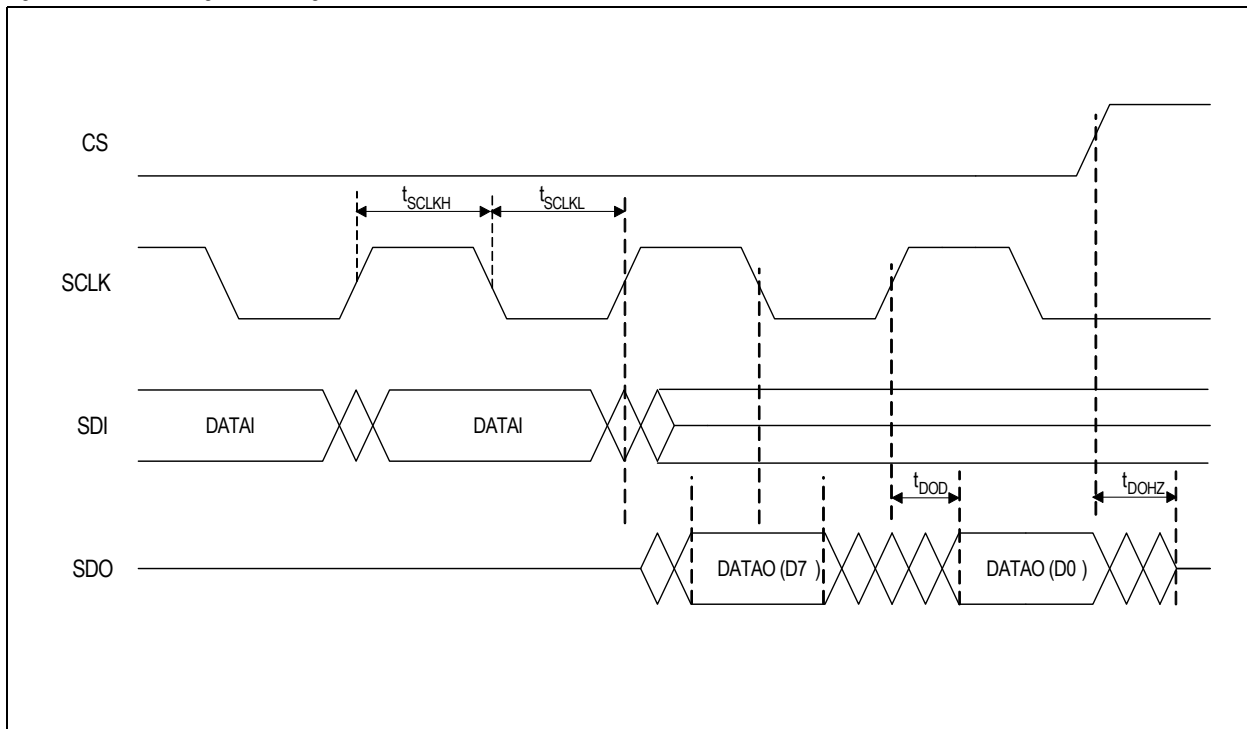 CS
tSCLKH
tSCLKL
SCLK
SDI
DATAI
DATAI
tDOD
tDOHZ
SDO
DATAO (D7 )
DATAO (D0 )